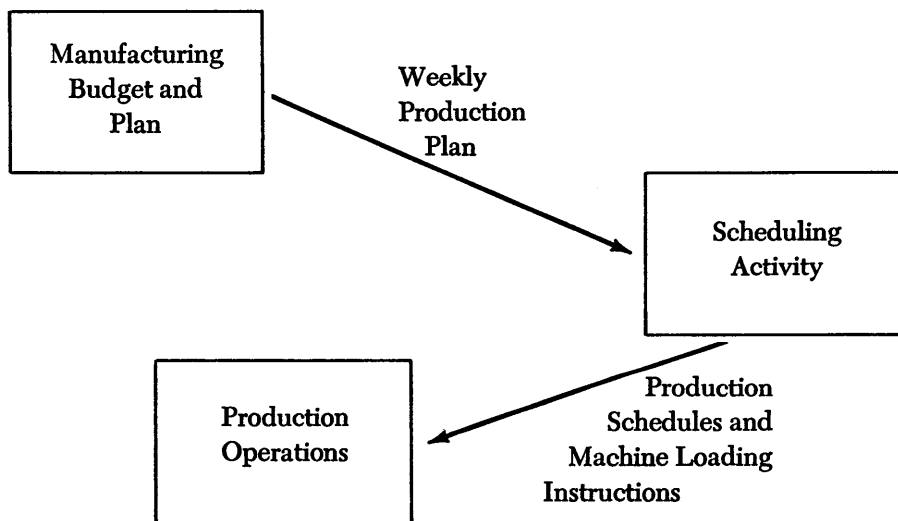 Manufacturing
Budget and
Plan
Weekly
Production
Plan
Scheduling
Activity
Production
Schedules and
Machine Loading
Instructions
Production
Operations